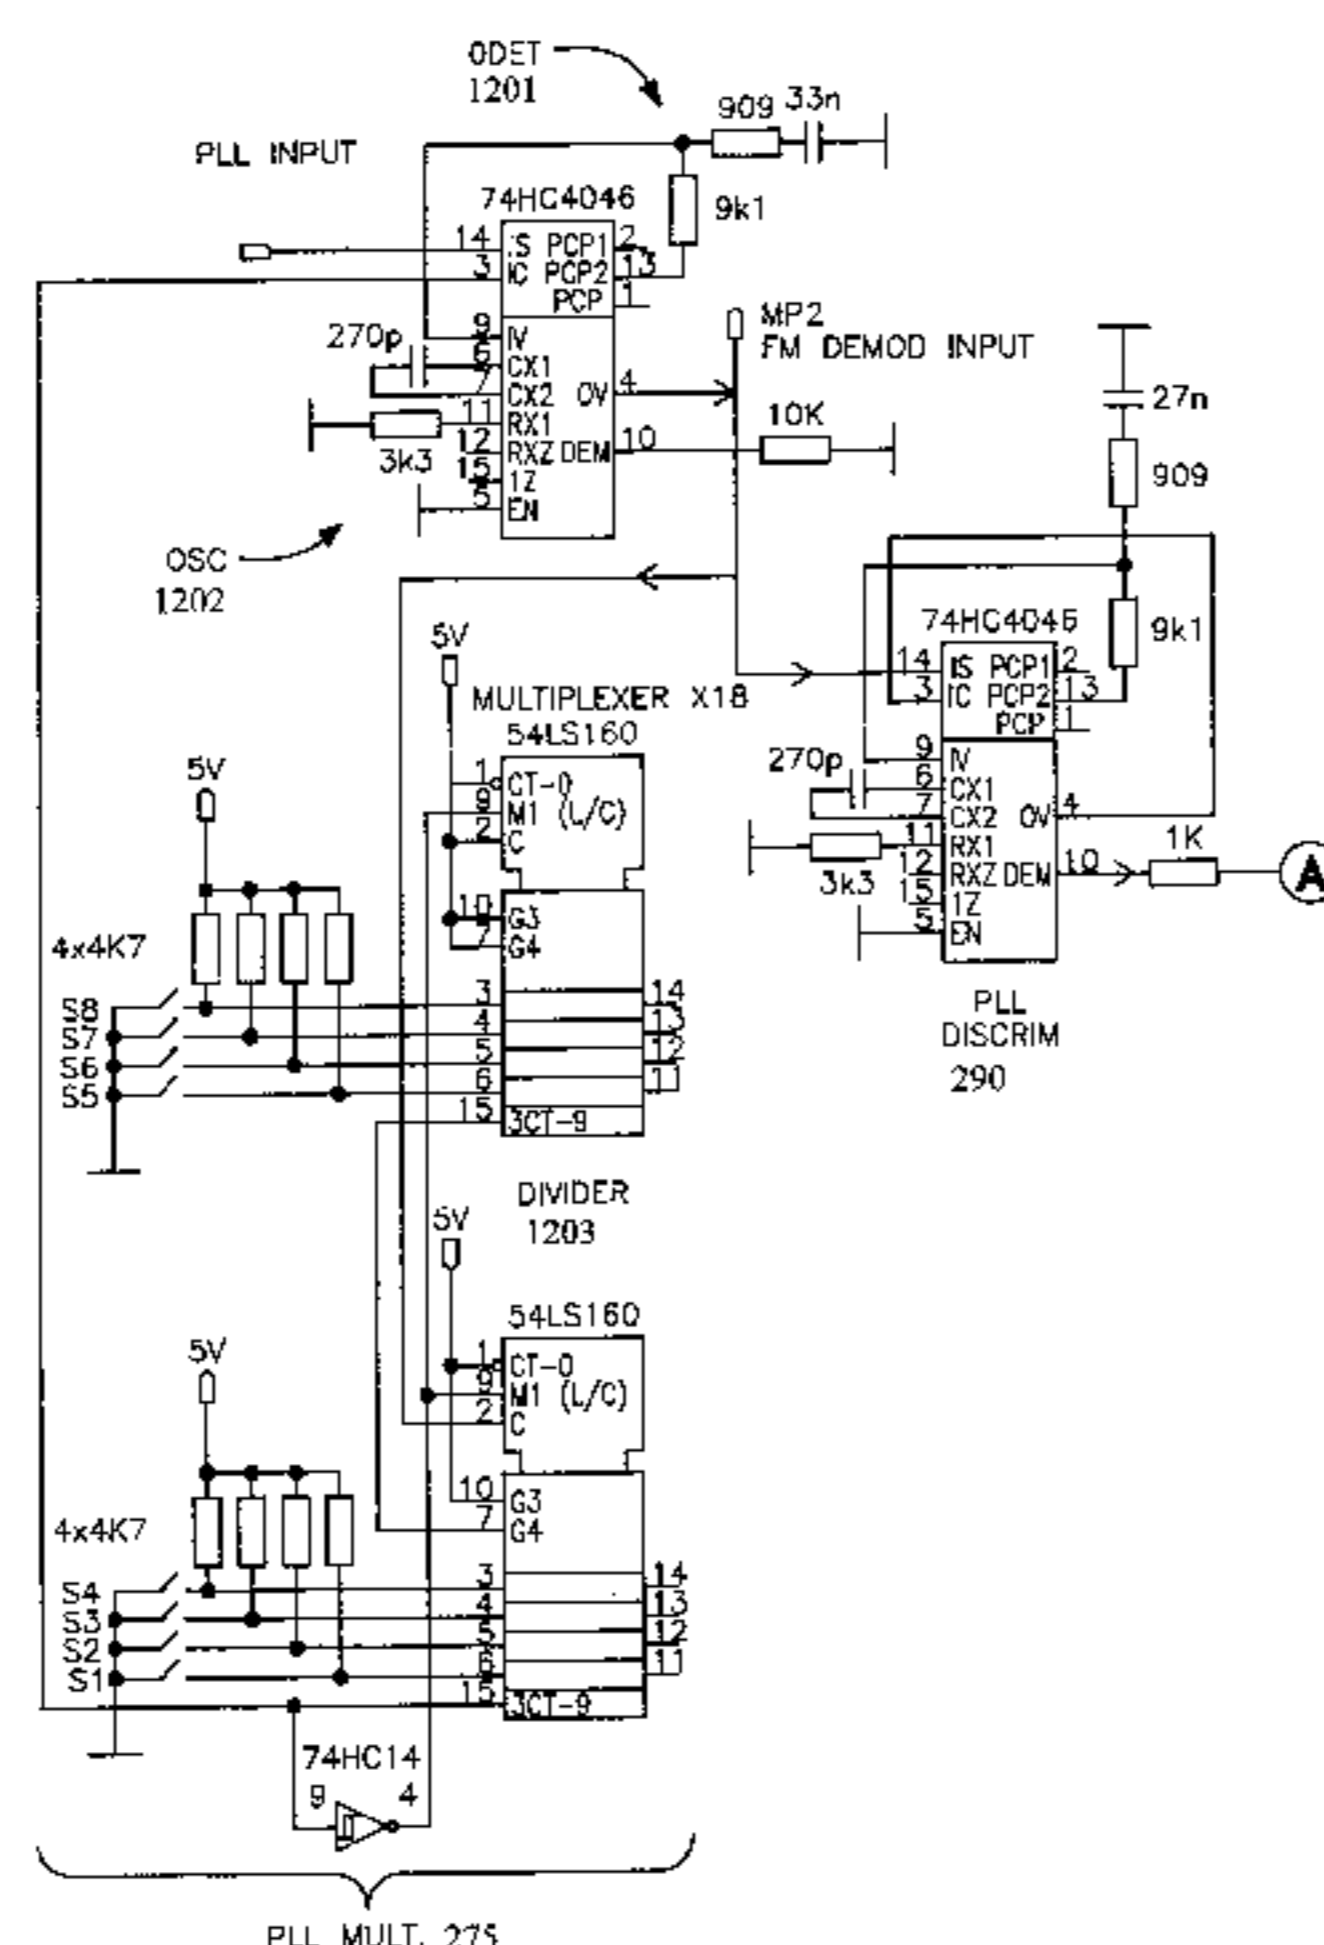 ODET
1201
909 33n
PLL INPUT
74HC4046
9k1
14 IS PCP1 2
3 IC PCP2 13
PCP 1
270p
9 IV
6 CX1
7 CX2 OV 4
11 RX1
3k3
12 RXZ DEM 10
15 1Z
5 EN
MP2
FM DEMOD INPUT
10K
27n
909
OSC
1202
9k1
74HC4046
14 IS PCP1 2
3 IC PCP2 13
PCP 1
270p
9 IV
6 CX1
7 CX2 OV 4
11 RX1
3k3
12 RXZ DEM 10
15 1Z
5 EN
1K
A
PLL
DISCRIM
290
5V
MULTIPLEXER X18
54LS160
5V
1 CT-0
9 M1 (L/C)
2 C
10 G3
7 G4
4x4K7
S8 3 14
S7 4 13
S6 5 12
S5 6 11
15 3CT-9
DIVIDER
1203
5V
54LS160
5V
1 CT-0
9 M1 (L/C)
2 C
10 G3
7 G4
4x4K7
S4 3 14
S3 4 13
S2 5 12
S1 6 11
15 3CT-9
74HC14
9 4
PLL MULT. 275